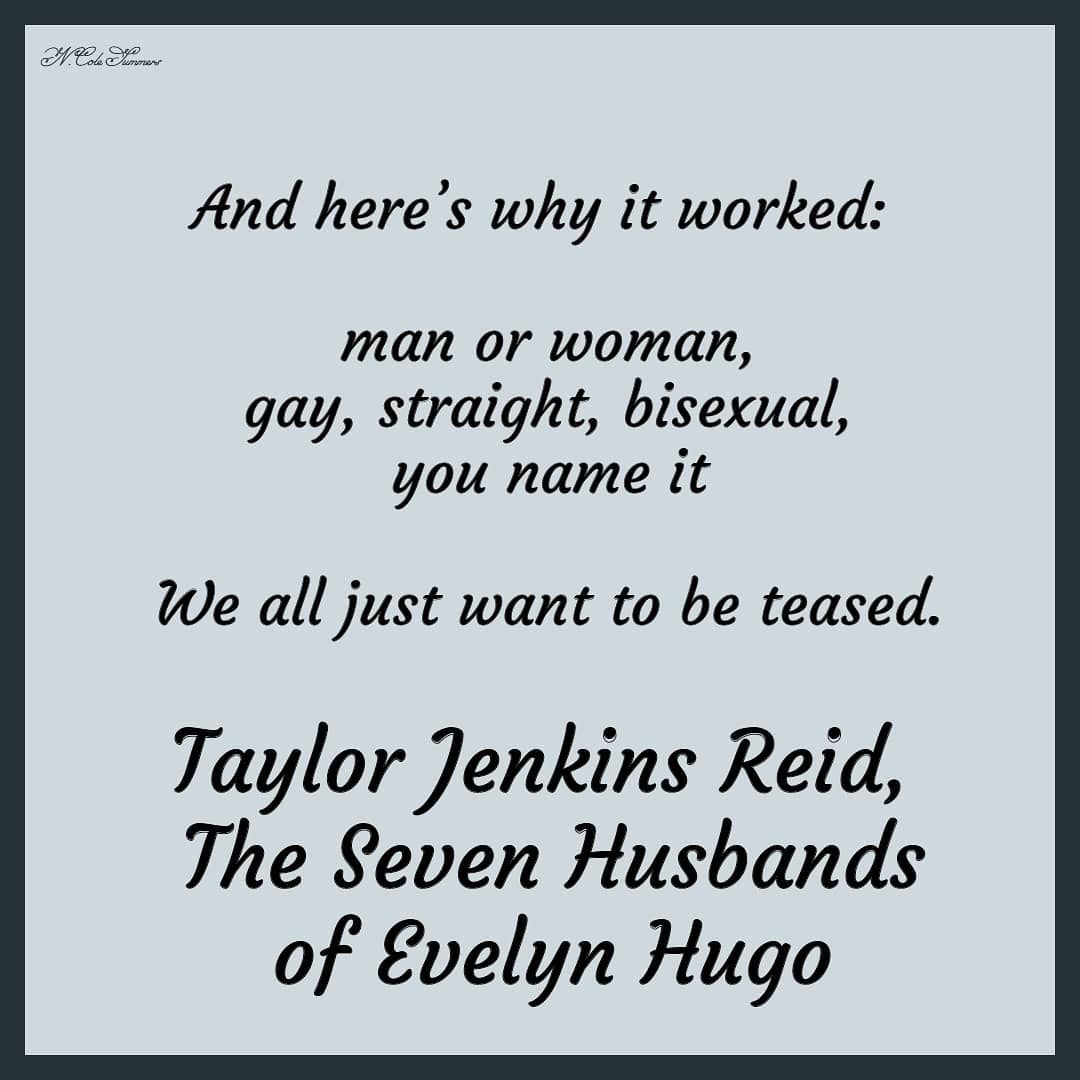 N. Cole Summers
And here’s why it worked:
man or woman,
gay, straight, bisexual,
you name it
We all just want to be teased.
Taylor Jenkins Reid,
The Seven Husbands
of Evelyn Hugo